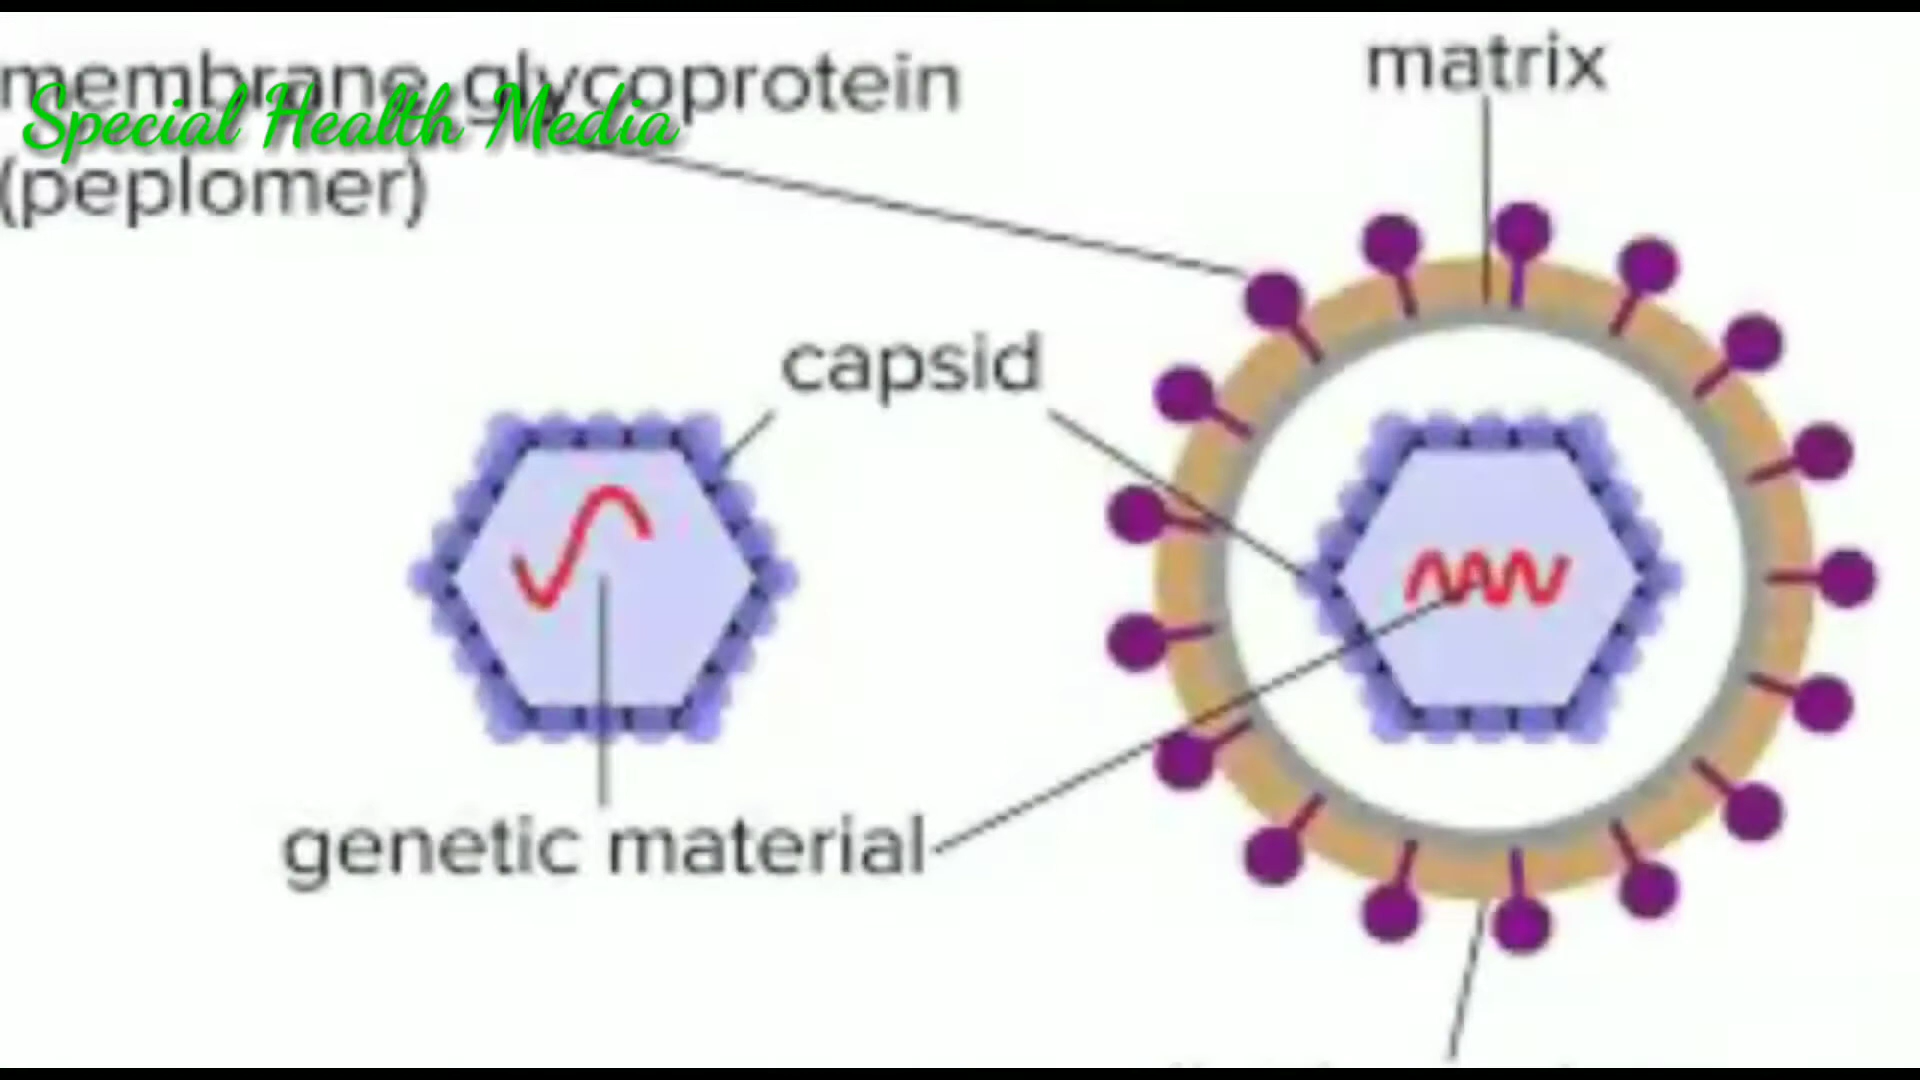 membrane glycoprotein
(peplomer)
Special Health Media
matrix
capsid
genetic material